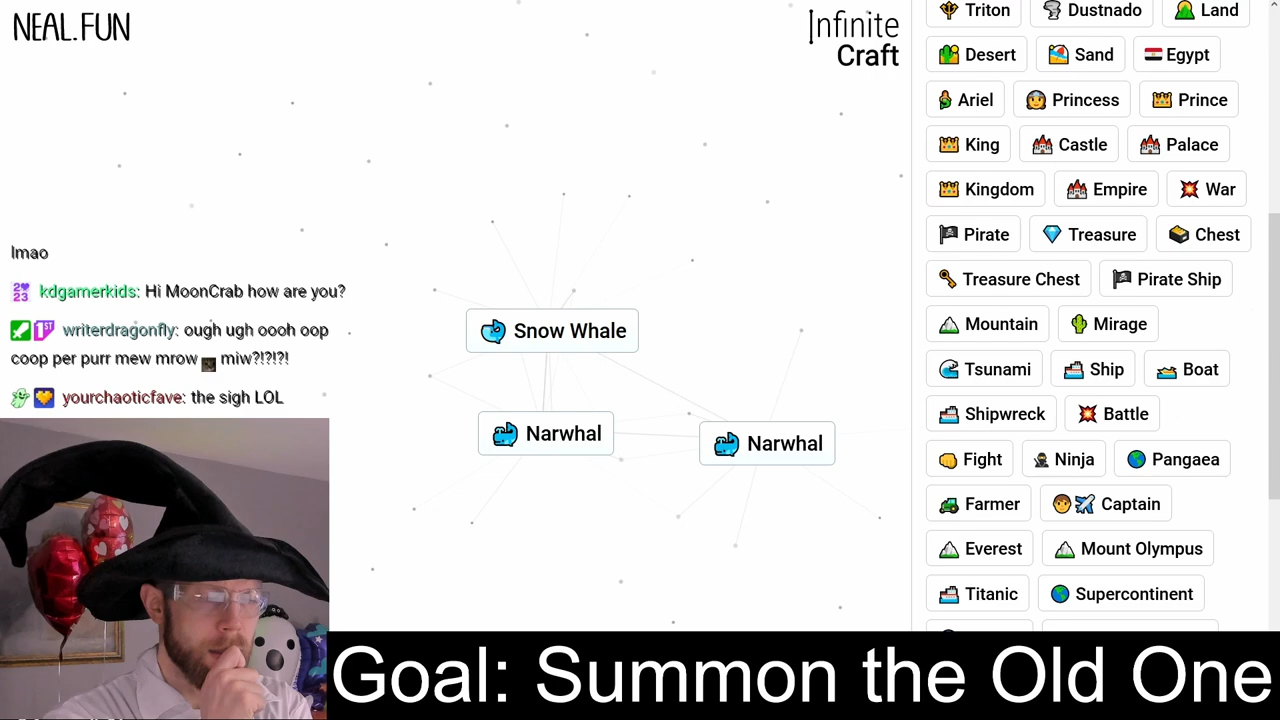 NEAL.FUN
Infinite
Craft
lmao
kdgamerkids: Hi MoonCrab how are you?
writerdragonfly: ough ugh oooh oop
coop per purr mew mrow miw?!?!?!
yourchaoticfave: the sigh LOL
Snow Whale
Narwhal
Narwhal
Triton
Dustnado
Land
Desert
Sand
Egypt
Ariel
Princess
Prince
King
Castle
Palace
Kingdom
Empire
War
Pirate
Treasure
Chest
Treasure Chest
Pirate Ship
Mountain
Mirage
Tsunami
Ship
Boat
Shipwreck
Battle
Fight
Ninja
Pangaea
Farmer
Captain
Everest
Mount Olympus
Titanic
Supercontinent
Goal: Summon the Old One